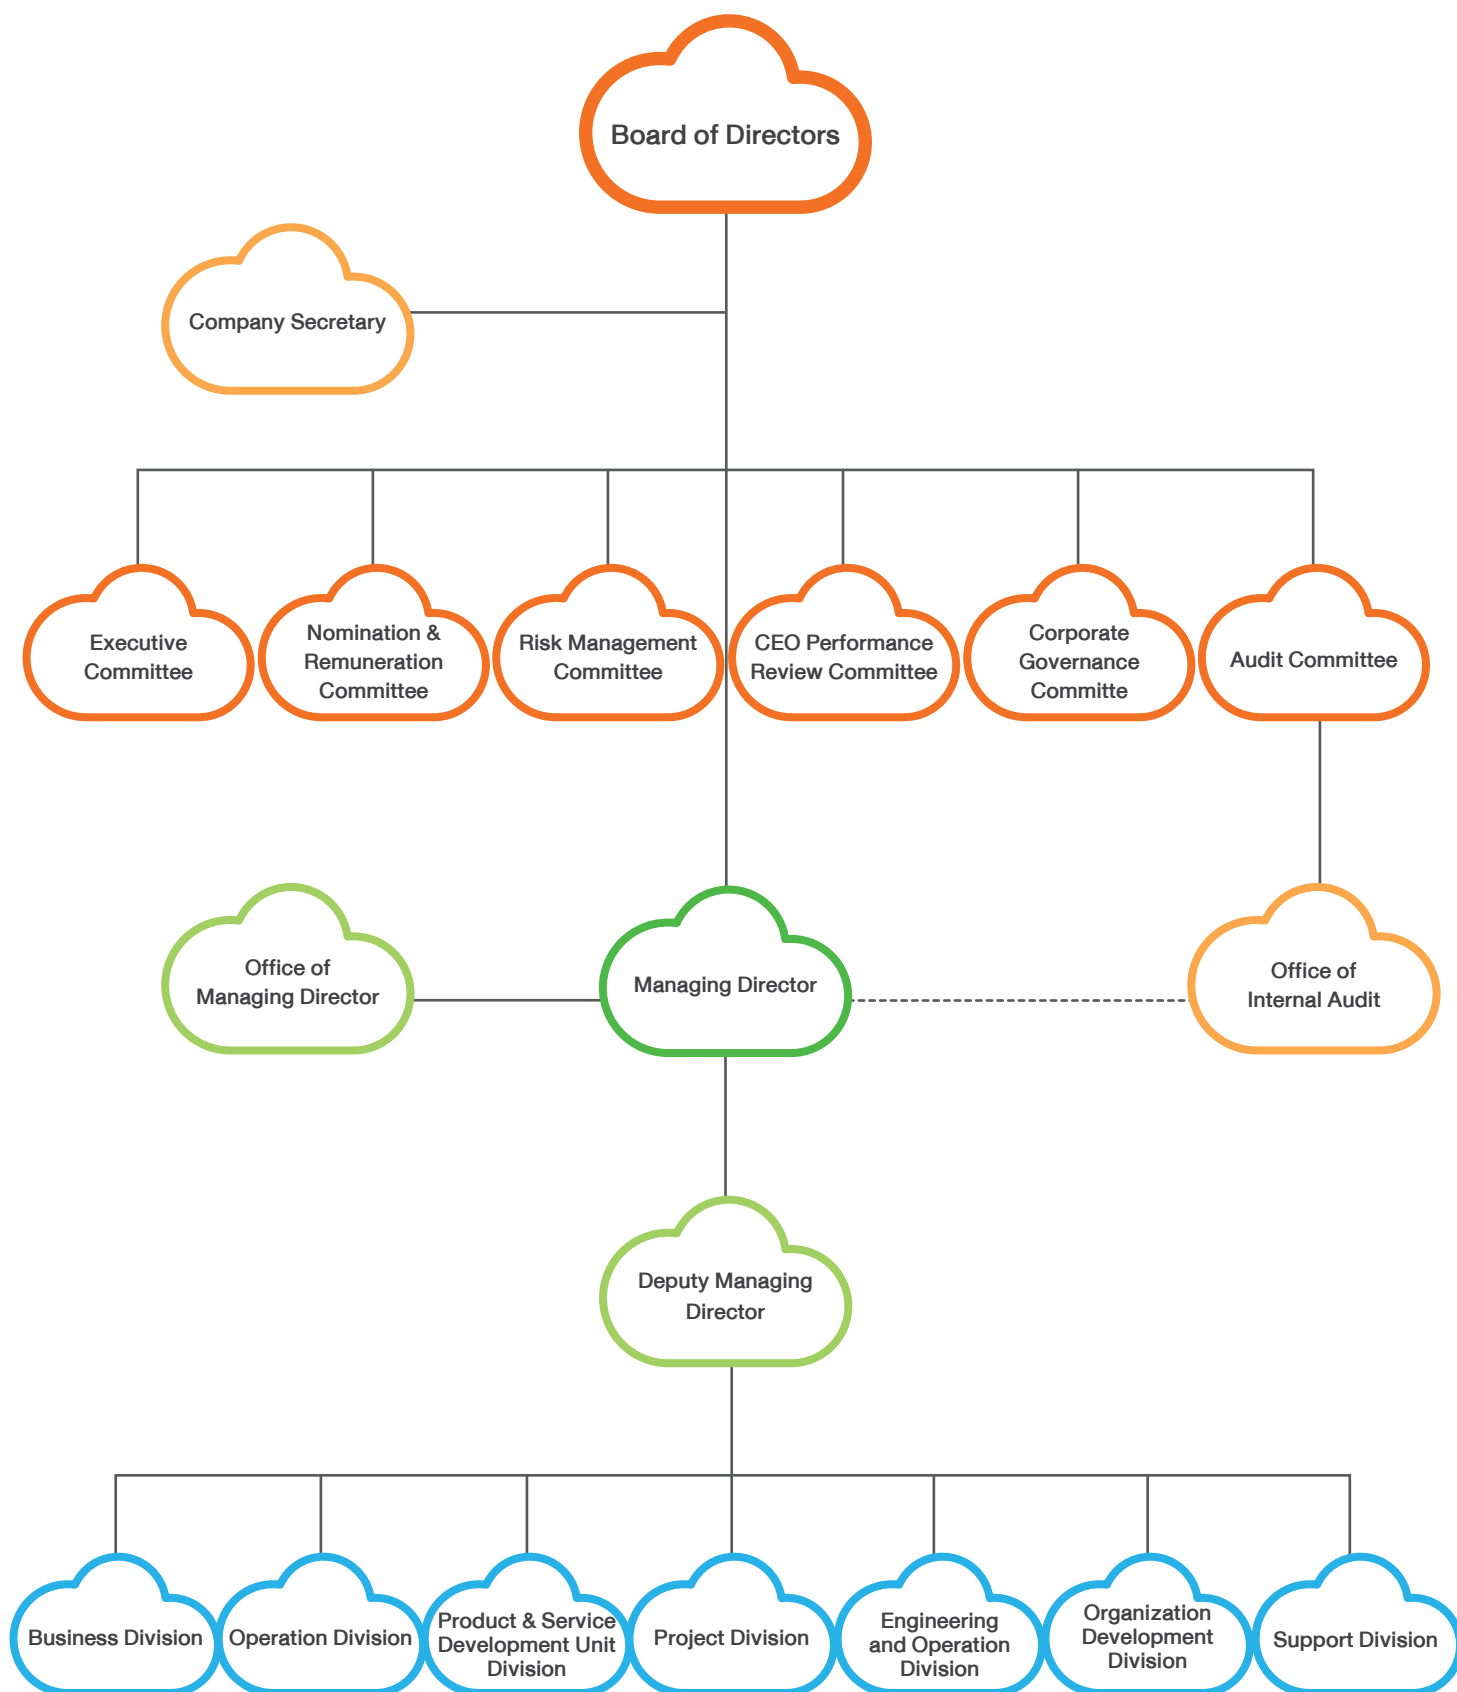 Board of Directors
Company Secretary
Executive
Committee
Nomination &
Remuneration
Committee
Risk Management
Committee
CEO Performance
Review Committee
Corporate
Governance
Committe
Audit Committee
Office of
Managing Director
Managing Director
Office of
Internal Audit
Deputy Managing
Director
Business Division
Operation Division
Product & Service
Development Unit
Division
Project Division
Engineering
and Operation
Division
Organization
Development
Division
Support Division